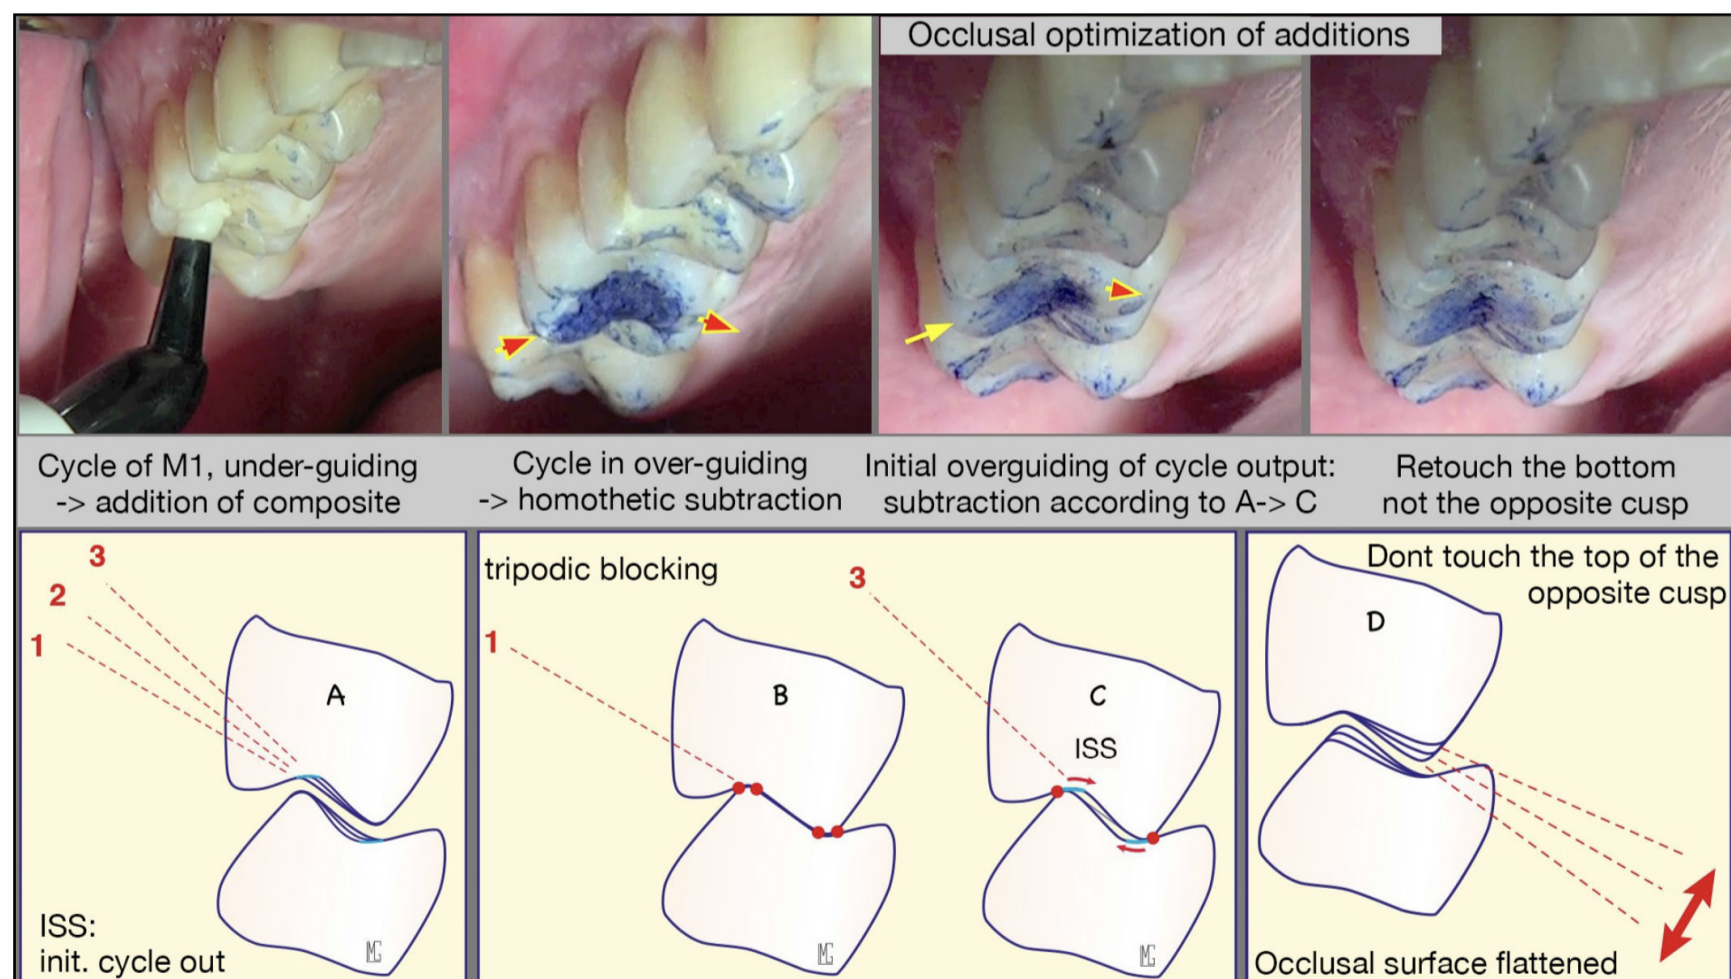 Occlusal optimization of additions
Cycle of M1, under-guiding
-> addition of composite
Cycle in over-guiding
-> homothetic subtraction
Initial overguiding of cycle output:
subtraction according to A-> C
Retouch the bottom
not the opposite cusp
3
2
1
A
ISS:
init. cycle out
tripodic blocking
1
B
3
C
ISS
Dont touch the top of the
opposite cusp
D
Occlusal surface flattened